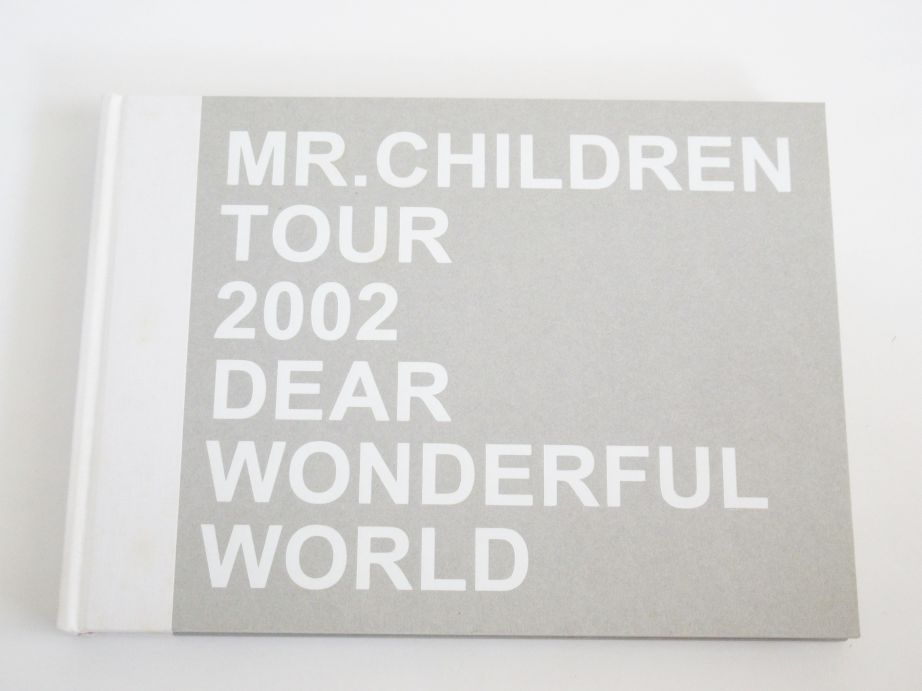 MR.CHILDREN
TOUR
2002
DEAR
WONDERFUL
WORLD